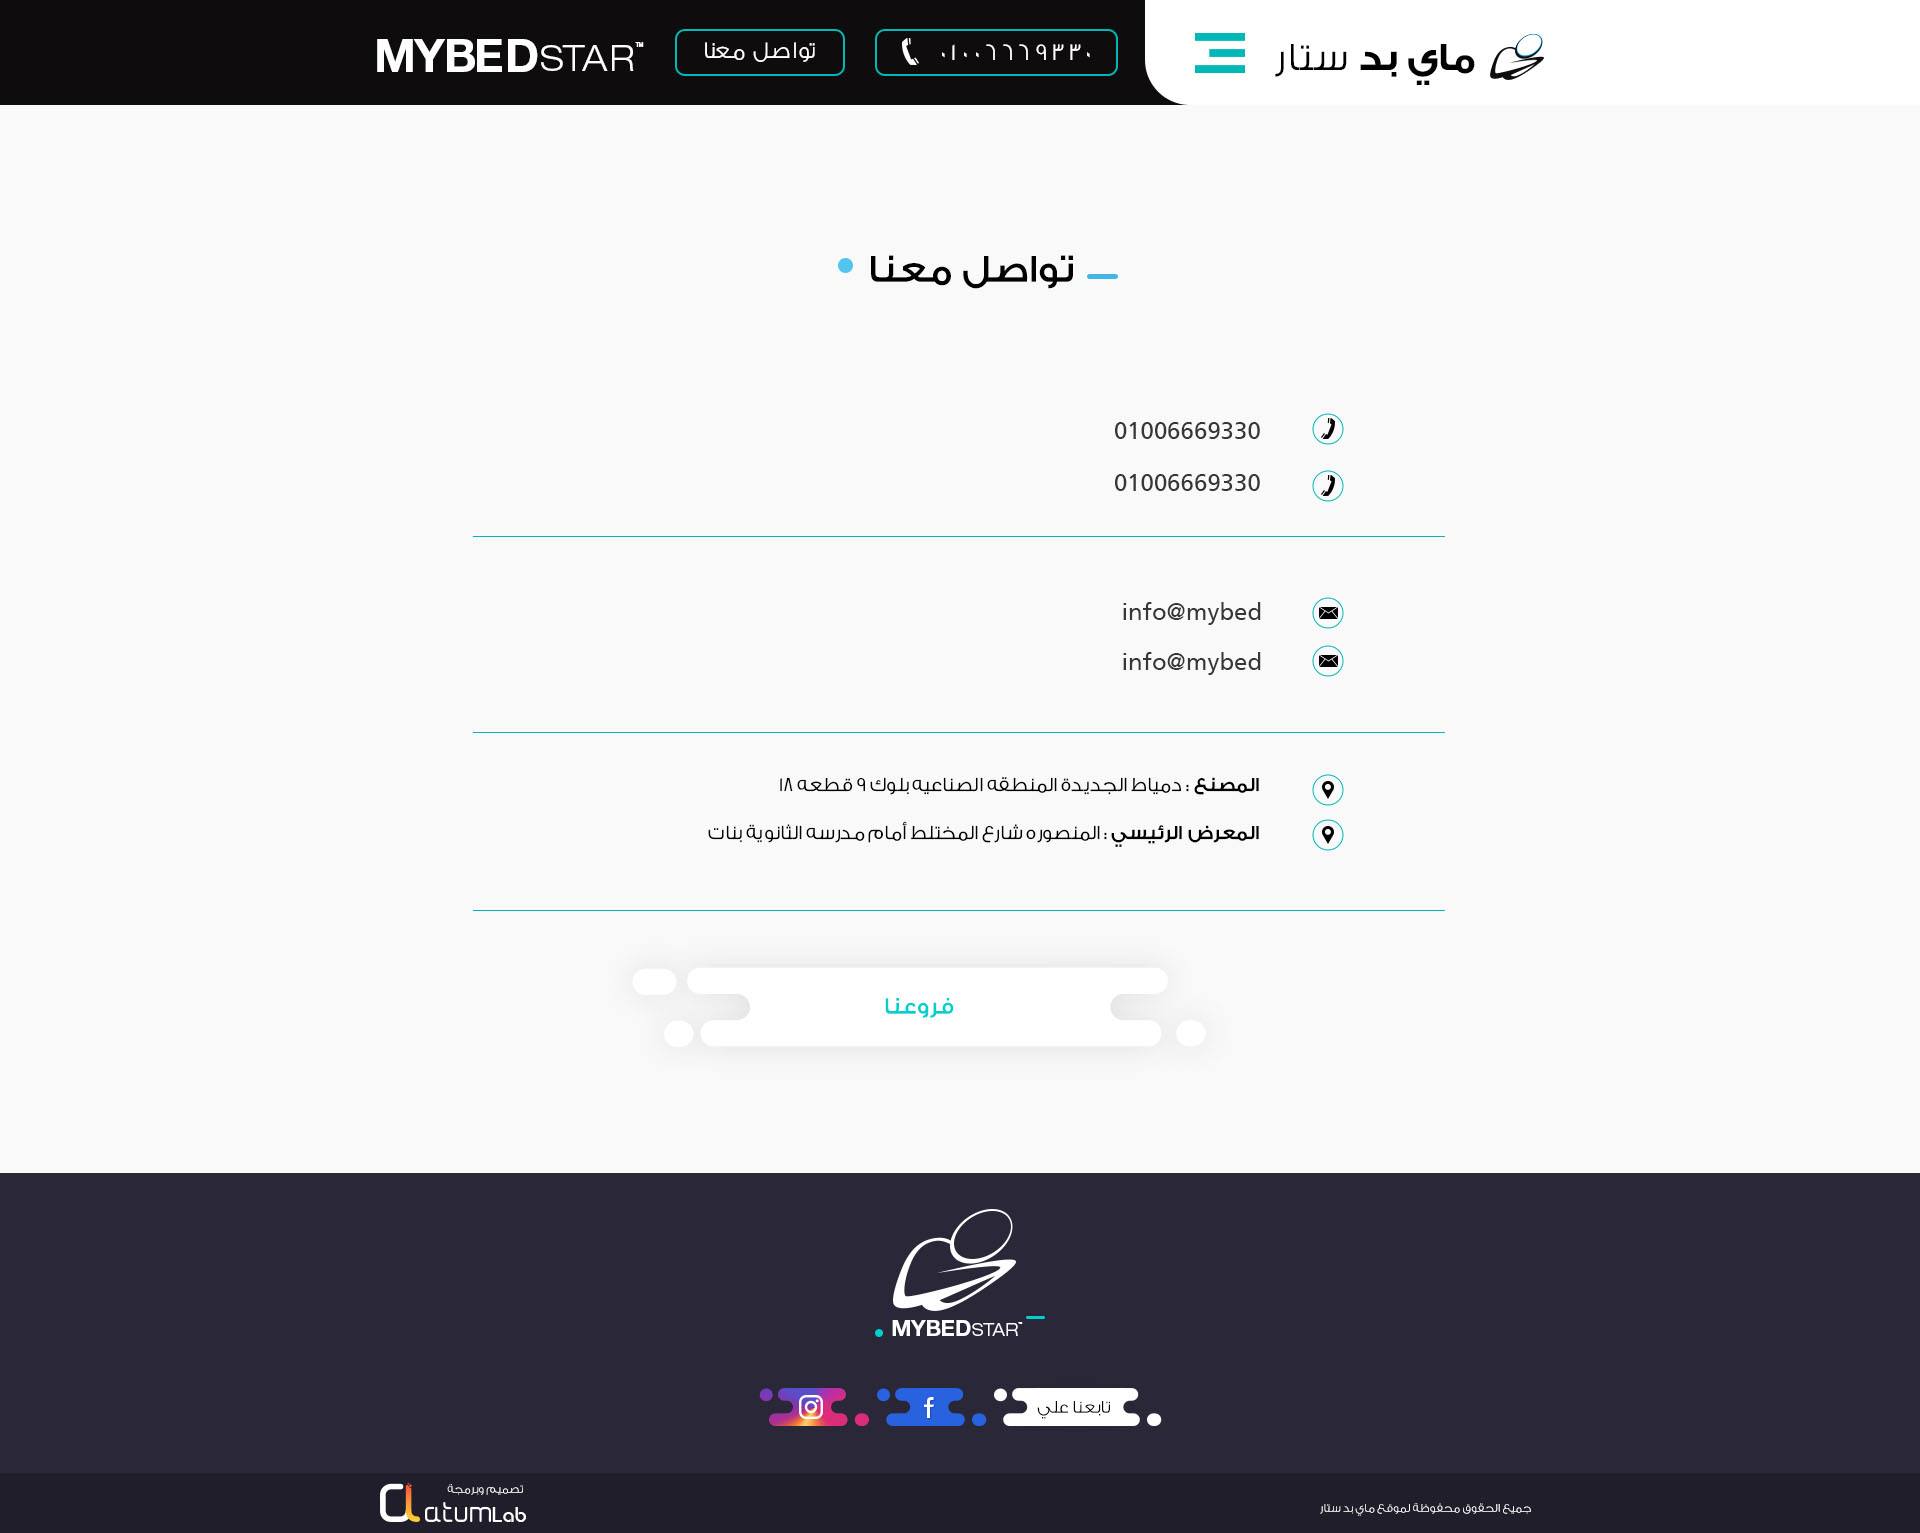 ماي بد ستار
٠١٠٠٦٦٦٩٣٣٠
تواصل معنا
MYBEDSTAR™
تواصل معنا
01006669330
01006669330
info@mybed
info@mybed
المصنع : دمياط الجديدة المنطقه الصناعيه بلوك ٩ قطعه ١٨
المعرض الرئيسي : المنصوره شارع المختلط أمام مدرسه الثانوية بنات
فروعنا
MYBEDSTAR™
تابعنا علي
جميع الحقوق محفوظة لموقع ماي بد ستار
تصميم وبرمجة
atumLab